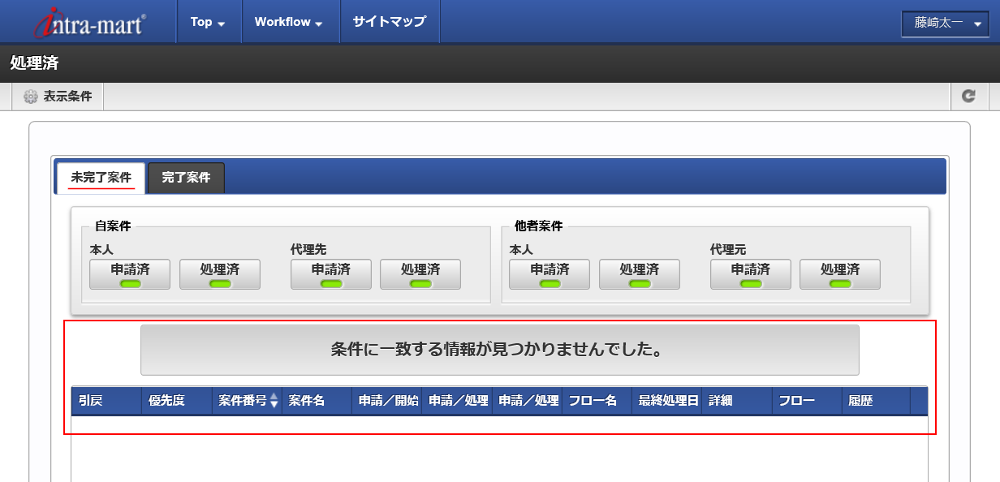 intra-mart Top Workflow サイトマップ 藤崎太一
処理済
表示条件
未完了案件 完了案件
自案件 他者案件
本人 代理先 本人 代理元
申請済 処理済 申請済 処理済 申請済 処理済 申請済 処理済
条件に一致する情報が見つかりませんでした。
引戻 優先度 案件番号 案件名 申請／開始 申請／処理 申請／処理 フロー名 最終処理日 詳細 フロー 履歴